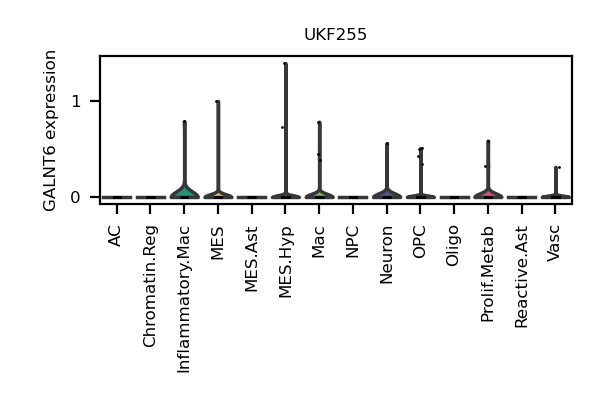 UKF255
GALNT6 expression
1
0
AC
Chromatin.Reg
Inflammatory.Mac
MES
MES.Ast
MES.Hyp
Mac
NPC
Neuron
OPC
Oligo
Prolif.Metab
Reactive.Ast
Vasc